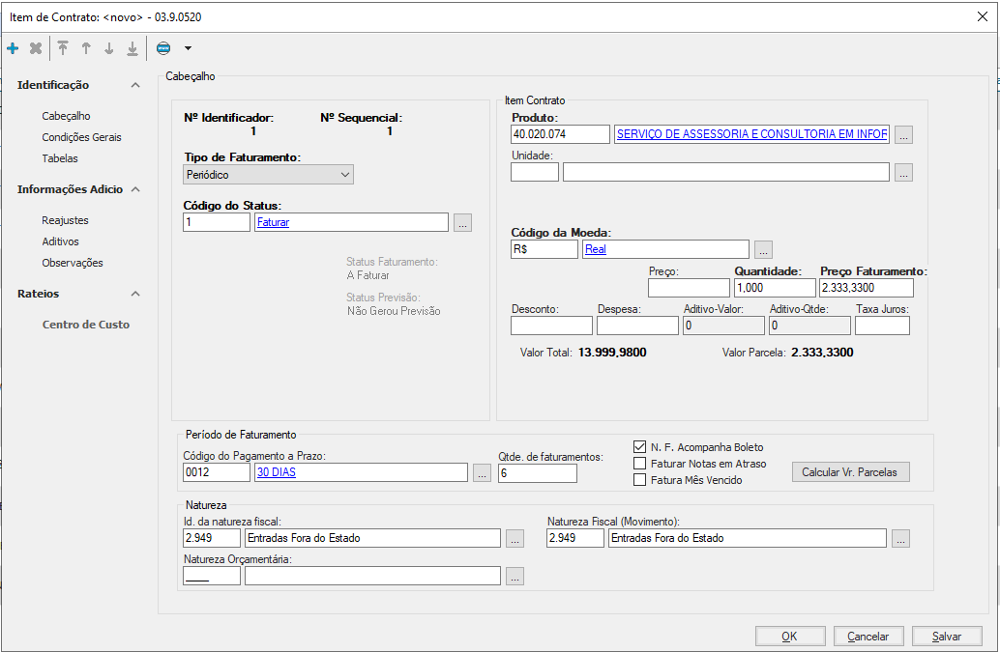 Item de Contrato: <novo> - 03.9.0520
Identificação
Cabeçalho
Condições Gerais
Tabelas
Informações Adicio
Reajustes
Aditivos
Observações
Rateios
Centro de Custo
Cabeçalho
Nº Identificador: Nº Sequencial:
1 1
Tipo de Faturamento:
Periódico
Código do Status:
1 Faturar ...
Status Faturamento:
A Faturar
Status Previsão:
Não Gerou Previsão
Item Contrato
Produto:
40.020.074 SERVIÇO DE ASSESSORIA E CONSULTORIA EM INFOR ...
Unidade:
...
Código da Moeda:
R$ Real ...
Preço: Quantidade: Preço Faturamento:
1,000 2.333,3300
Desconto: Despesa: Aditivo-Valor: Aditivo-Qtde: Taxa Juros:
0 0
Valor Total: 13.999,9800 Valor Parcela: 2.333,3300
Período de Faturamento
Código do Pagamento a Prazo: Qtde. de faturamentos:
0012 30 DIAS ... 6
N. F. Acompanha Boleto
Faturar Notas em Atraso
Fatura Mês Vencido
Calcular Vr. Parcelas
Natureza
Id. da natureza fiscal: Natureza Fiscal (Movimento):
2.949 Entradas Fora do Estado ... 2.949 Entradas Fora do Estado ...
Natureza Orçamentária:
____ ...
OK Cancelar Salvar